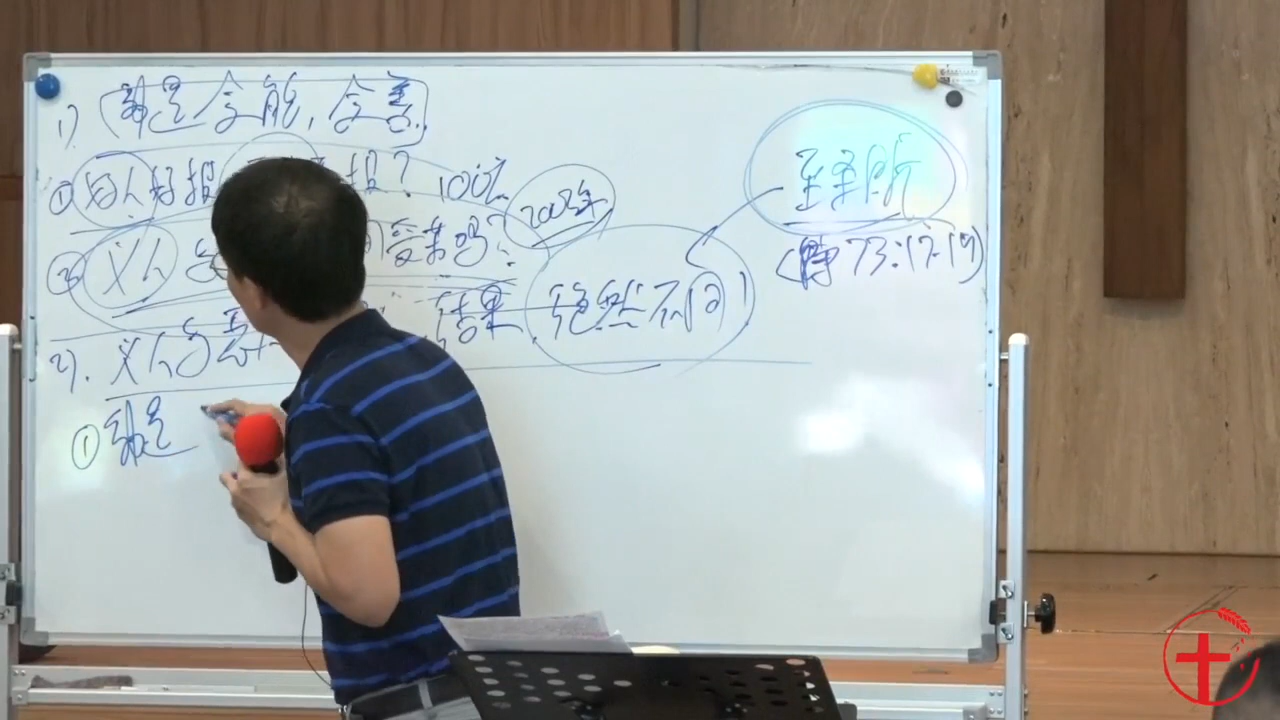 1) (神是全能,全善)
① 好人好报 报? 100% 200年
② 义人 受苦吗?
2). 义人与恶 结果,绝然不同!
① 神是
至圣所
(诗73:17-19)